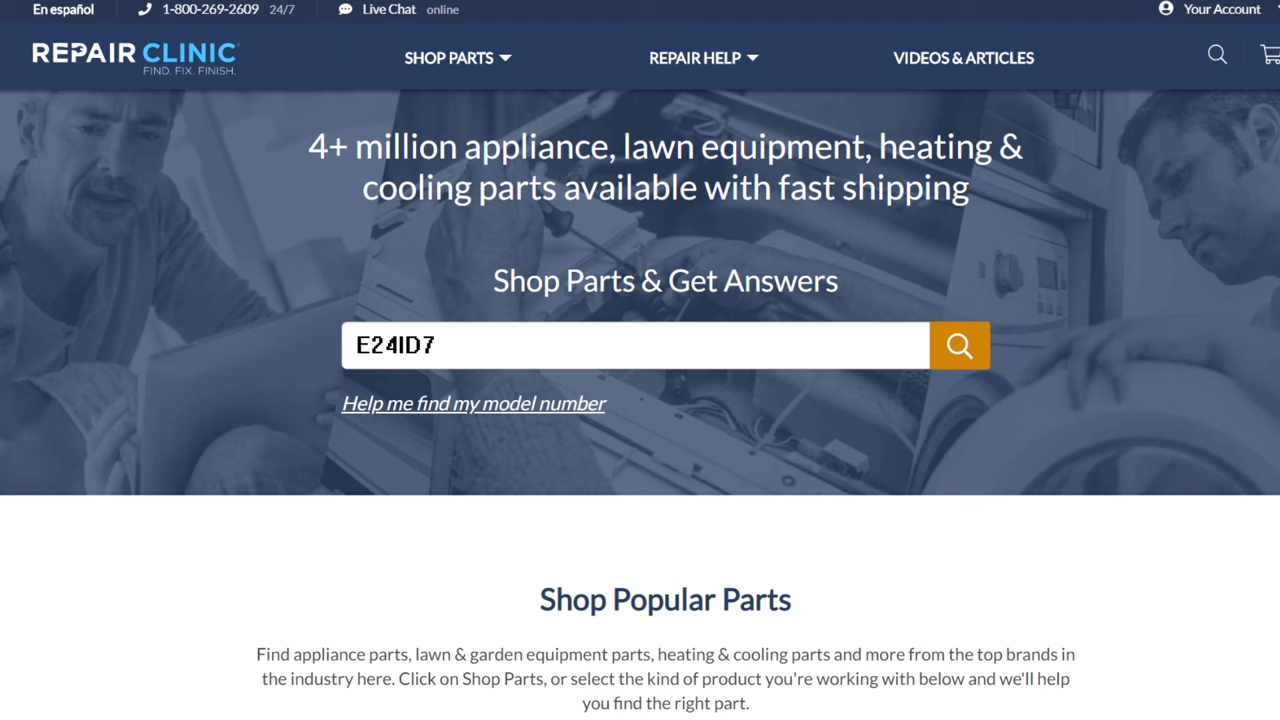 En español 1-800-269-2609 24/7 Live Chat online Your Account
REPAIR CLINIC
FIND. FIX. FINISH.
SHOP PARTS REPAIR HELP VIDEOS & ARTICLES
4+ million appliance, lawn equipment, heating &
cooling parts available with fast shipping
Shop Parts & Get Answers
E24ID7
Help me find my model number
Shop Popular Parts
Find appliance parts, lawn & garden equipment parts, heating & cooling parts and more from the top brands in
the industry here. Click on Shop Parts, or select the kind of product you're working with below and we'll help
you find the right part.